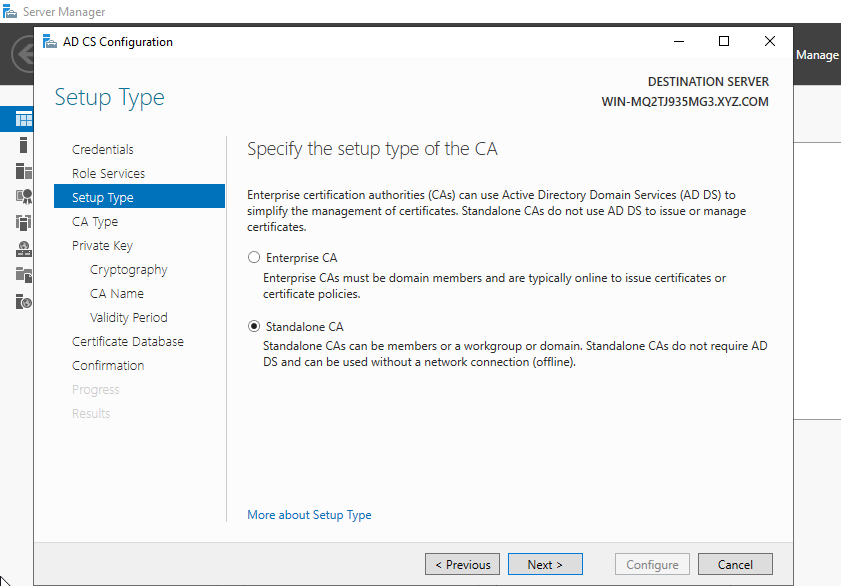 Server Manager
AD CS Configuration
Manage
DESTINATION SERVER
WIN-MQ2TJ935MG3.XYZ.COM
Setup Type
Credentials
Role Services
Setup Type
CA Type
Private Key
Cryptography
CA Name
Validity Period
Certificate Database
Confirmation
Progress
Results
Specify the setup type of the CA
Enterprise certification authorities (CAs) can use Active Directory Domain Services (AD DS) to
simplify the management of certificates. Standalone CAs do not use AD DS to issue or manage
certificates.
Enterprise CA
Enterprise CAs must be domain members and are typically online to issue certificates or
certificate policies.
Standalone CA
Standalone CAs can be members or a workgroup or domain. Standalone CAs do not require AD
DS and can be used without a network connection (offline).
More about Setup Type
< Previous
Next >
Configure
Cancel